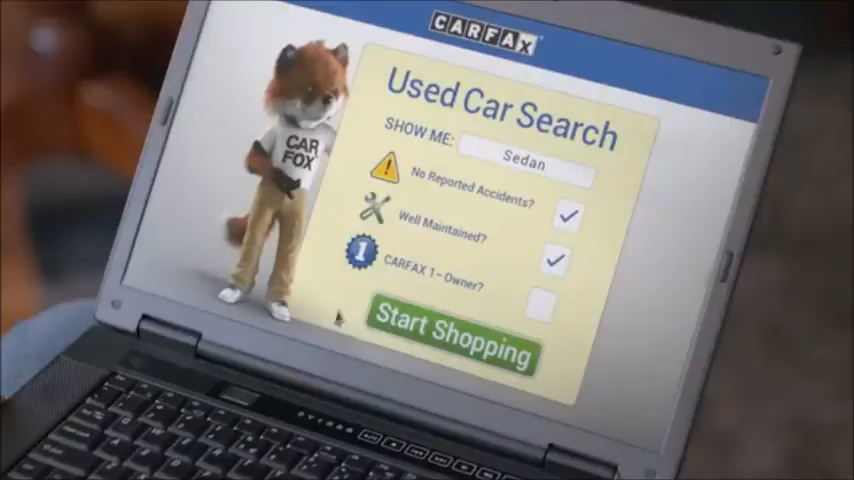 CARFAX
Used Car Search
SHOW ME: Sedan
No Reported Accidents?
Well Maintained?
1
CARFAX 1-Owner?
Start Shopping
CAR
FOX